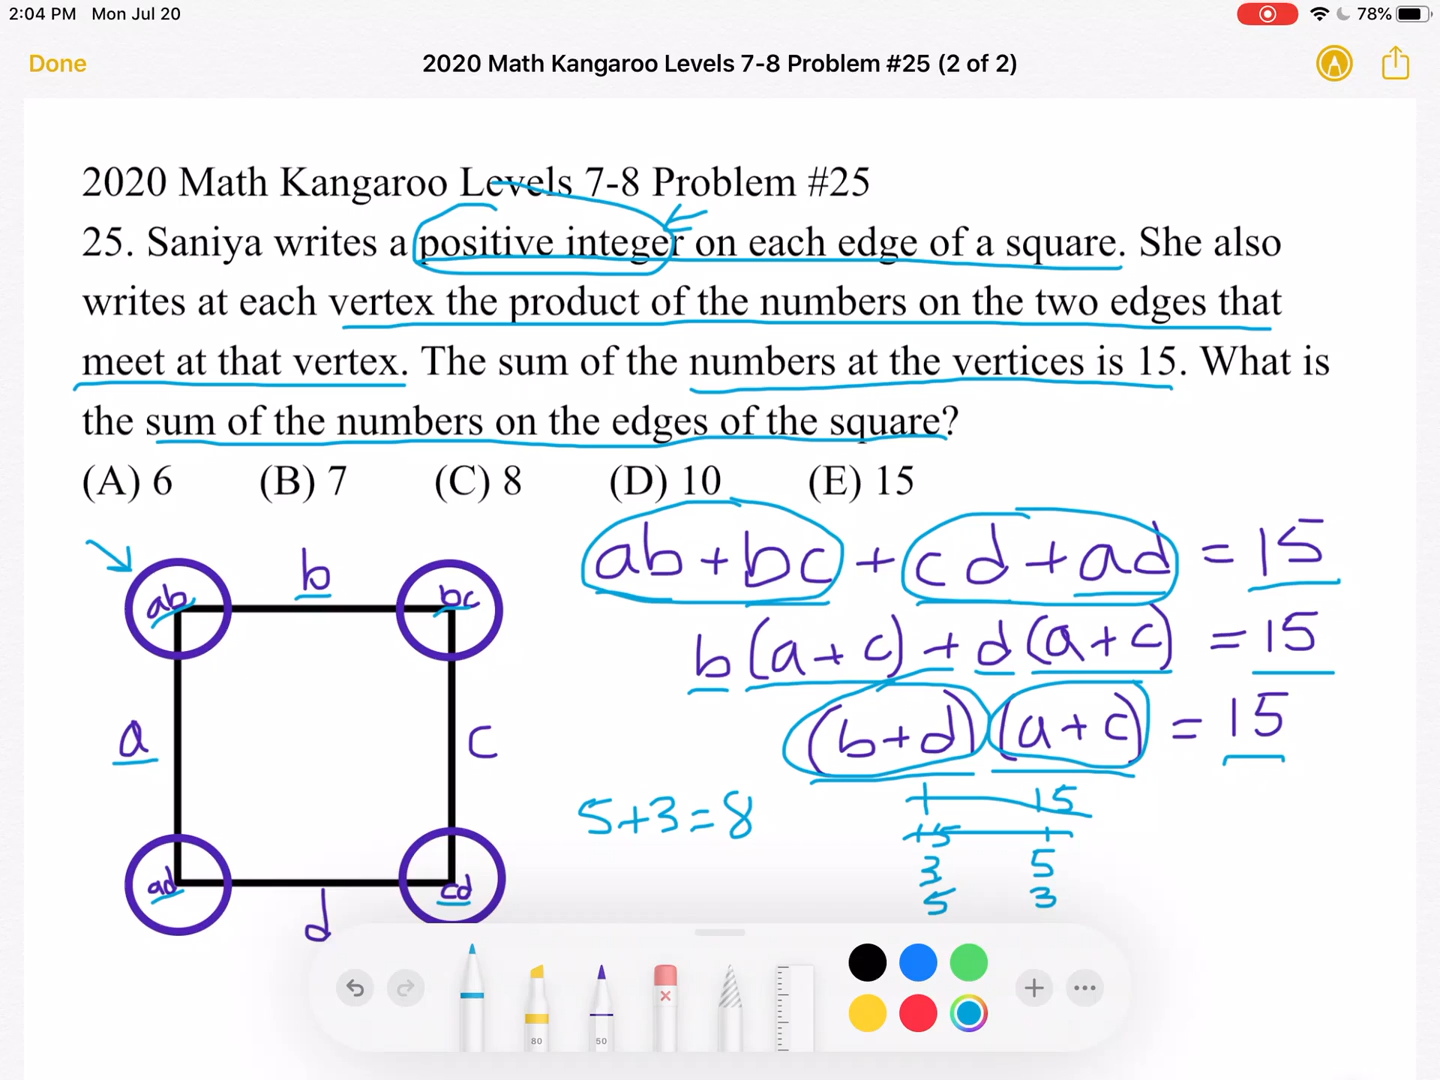 2:04 PM Mon Jul 20
78%
Done
2020 Math Kangaroo Levels 7-8 Problem #25 (2 of 2)
2020 Math Kangaroo Levels 7-8 Problem #25
25. Saniya writes a positive integer on each edge of a square. She also
writes at each vertex the product of the numbers on the two edges that
meet at that vertex. The sum of the numbers at the vertices is 15. What is
the sum of the numbers on the edges of the square?
(A) 6 (B) 7 (C) 8 (D) 10 (E) 15
ab + bc + cd + ad = 15
b(a + c) + d(a + c) = 15
(b + d)(a + c) = 15
1 15
15 1
3 5
5 3
5 + 3 = 8
ab b bc
a c
ad d cd
80 50